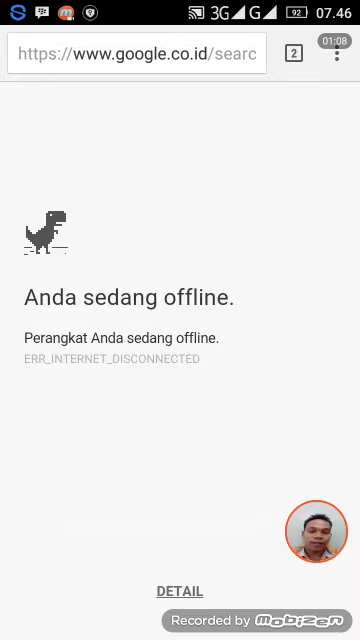 3G G 92 07.46
https://www.google.co.id/searc 2 01:08
Anda sedang offline.
Perangkat Anda sedang offline.
ERR_INTERNET_DISCONNECTED
DETAIL
Recorded by MOBIZEN